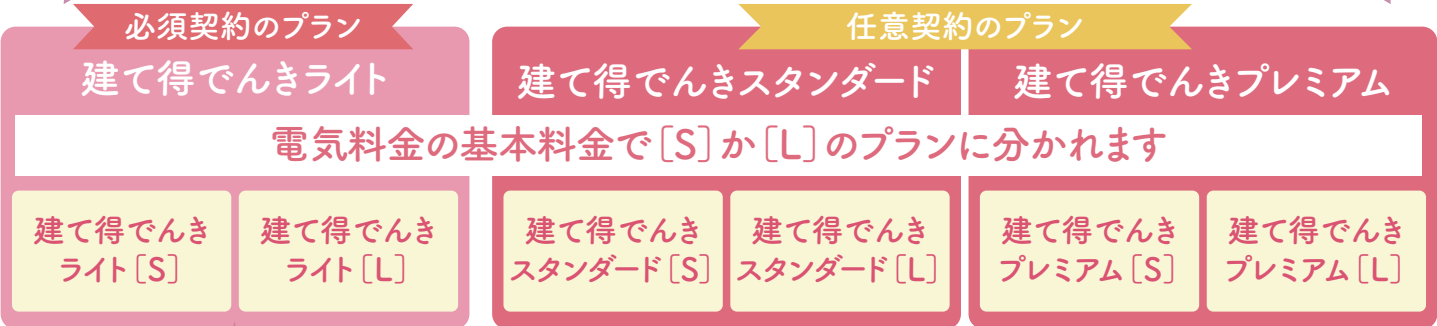 必須契約のプラン
任意契約のプラン
建て得でんきライト
建て得でんきスタンダード
建て得でんきプレミアム
電気料金の基本料金で[S]か[L]のプランに分かれます
建て得でんき
ライト[S]
建て得でんき
ライト[L]
建て得でんき
スタンダード[S]
建て得でんき
スタンダード[L]
建て得でんき
プレミアム[S]
建て得でんき
プレミアム[L]